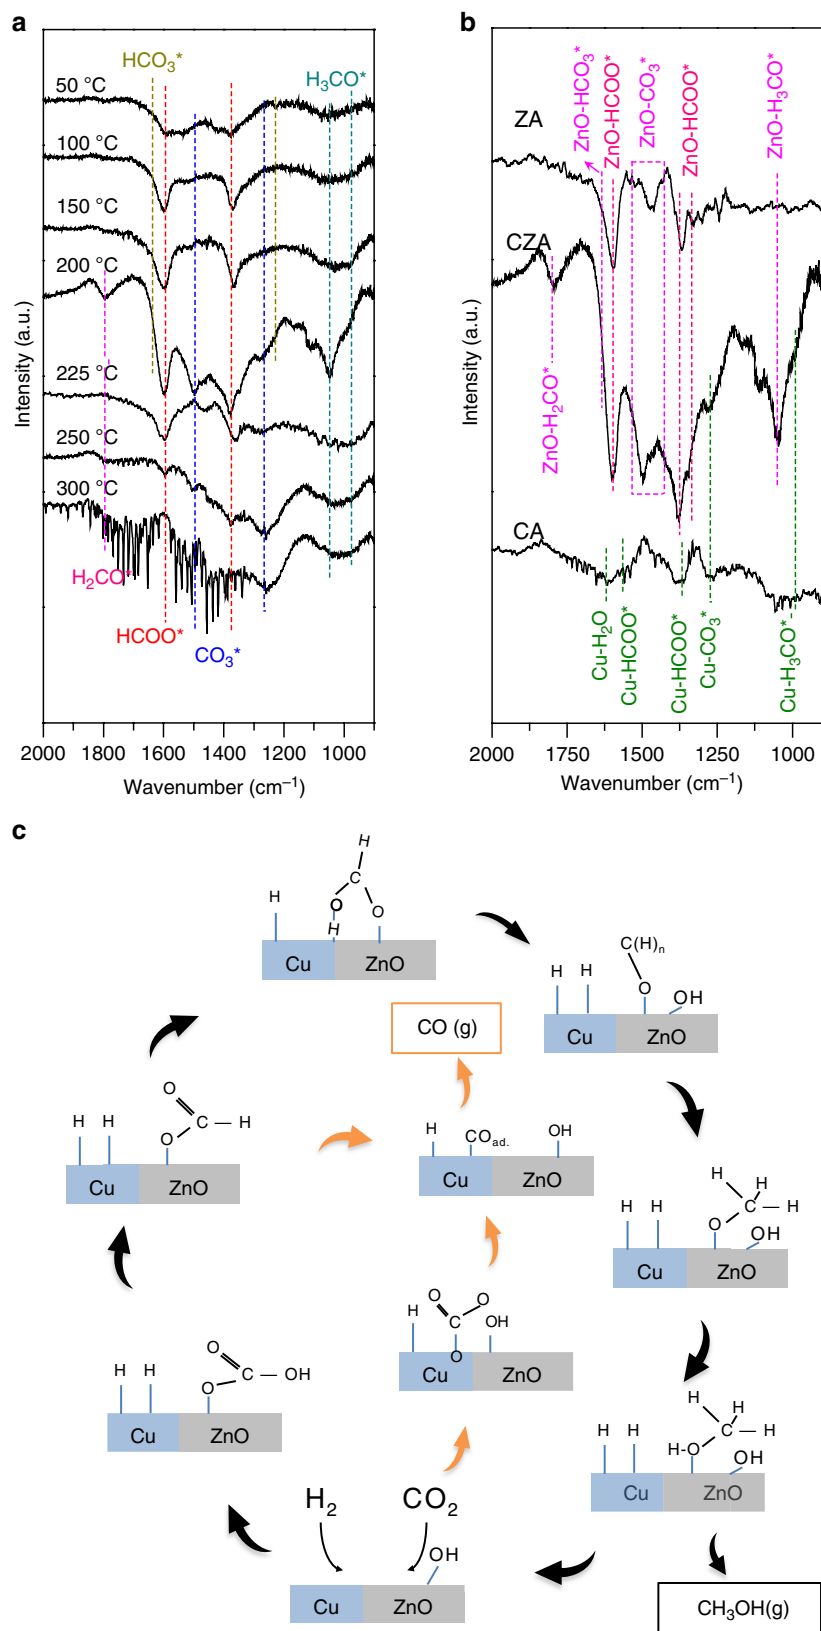 a
HCO₃*
H₃CO*
50 °C
100 °C
150 °C
200 °C
225 °C
250 °C
300 °C
H₂CO*
HCOO*
CO₃*
Intensity (a.u.)
2000 1800 1600 1400 1200 1000
Wavenumber (cm⁻¹)
b
ZnO-HCO₃*
ZnO-HCOO*
ZnO-CO₃*
ZnO-HCOO*
ZnO-H₃CO*
ZA
CZA
ZnO-H₂CO*
CA
Cu-H₂O
Cu-HCOO*
Cu-HCOO*
Cu-CO₃*
Cu-H₃CO*
Intensity (a.u.)
2000 1750 1500 1250 1000
Wavenumber (cm⁻¹)
c
H
C
H
O
O
H
Cu ZnO
C(H)ₙ
H H
O
OH
Cu ZnO
CO (g)
O
H H
C — H
O
Cu ZnO
H
CO ad.
OH
Cu ZnO
H
H
C — H
H H
O
OH
Cu ZnO
O
O
H
C
OH
O
Cu ZnO
O
H H
C — OH
O
Cu ZnO
H
H
C — H
H H
H-O
OH
Cu ZnO
H₂ CO₂
OH
Cu ZnO
CH₃OH(g)